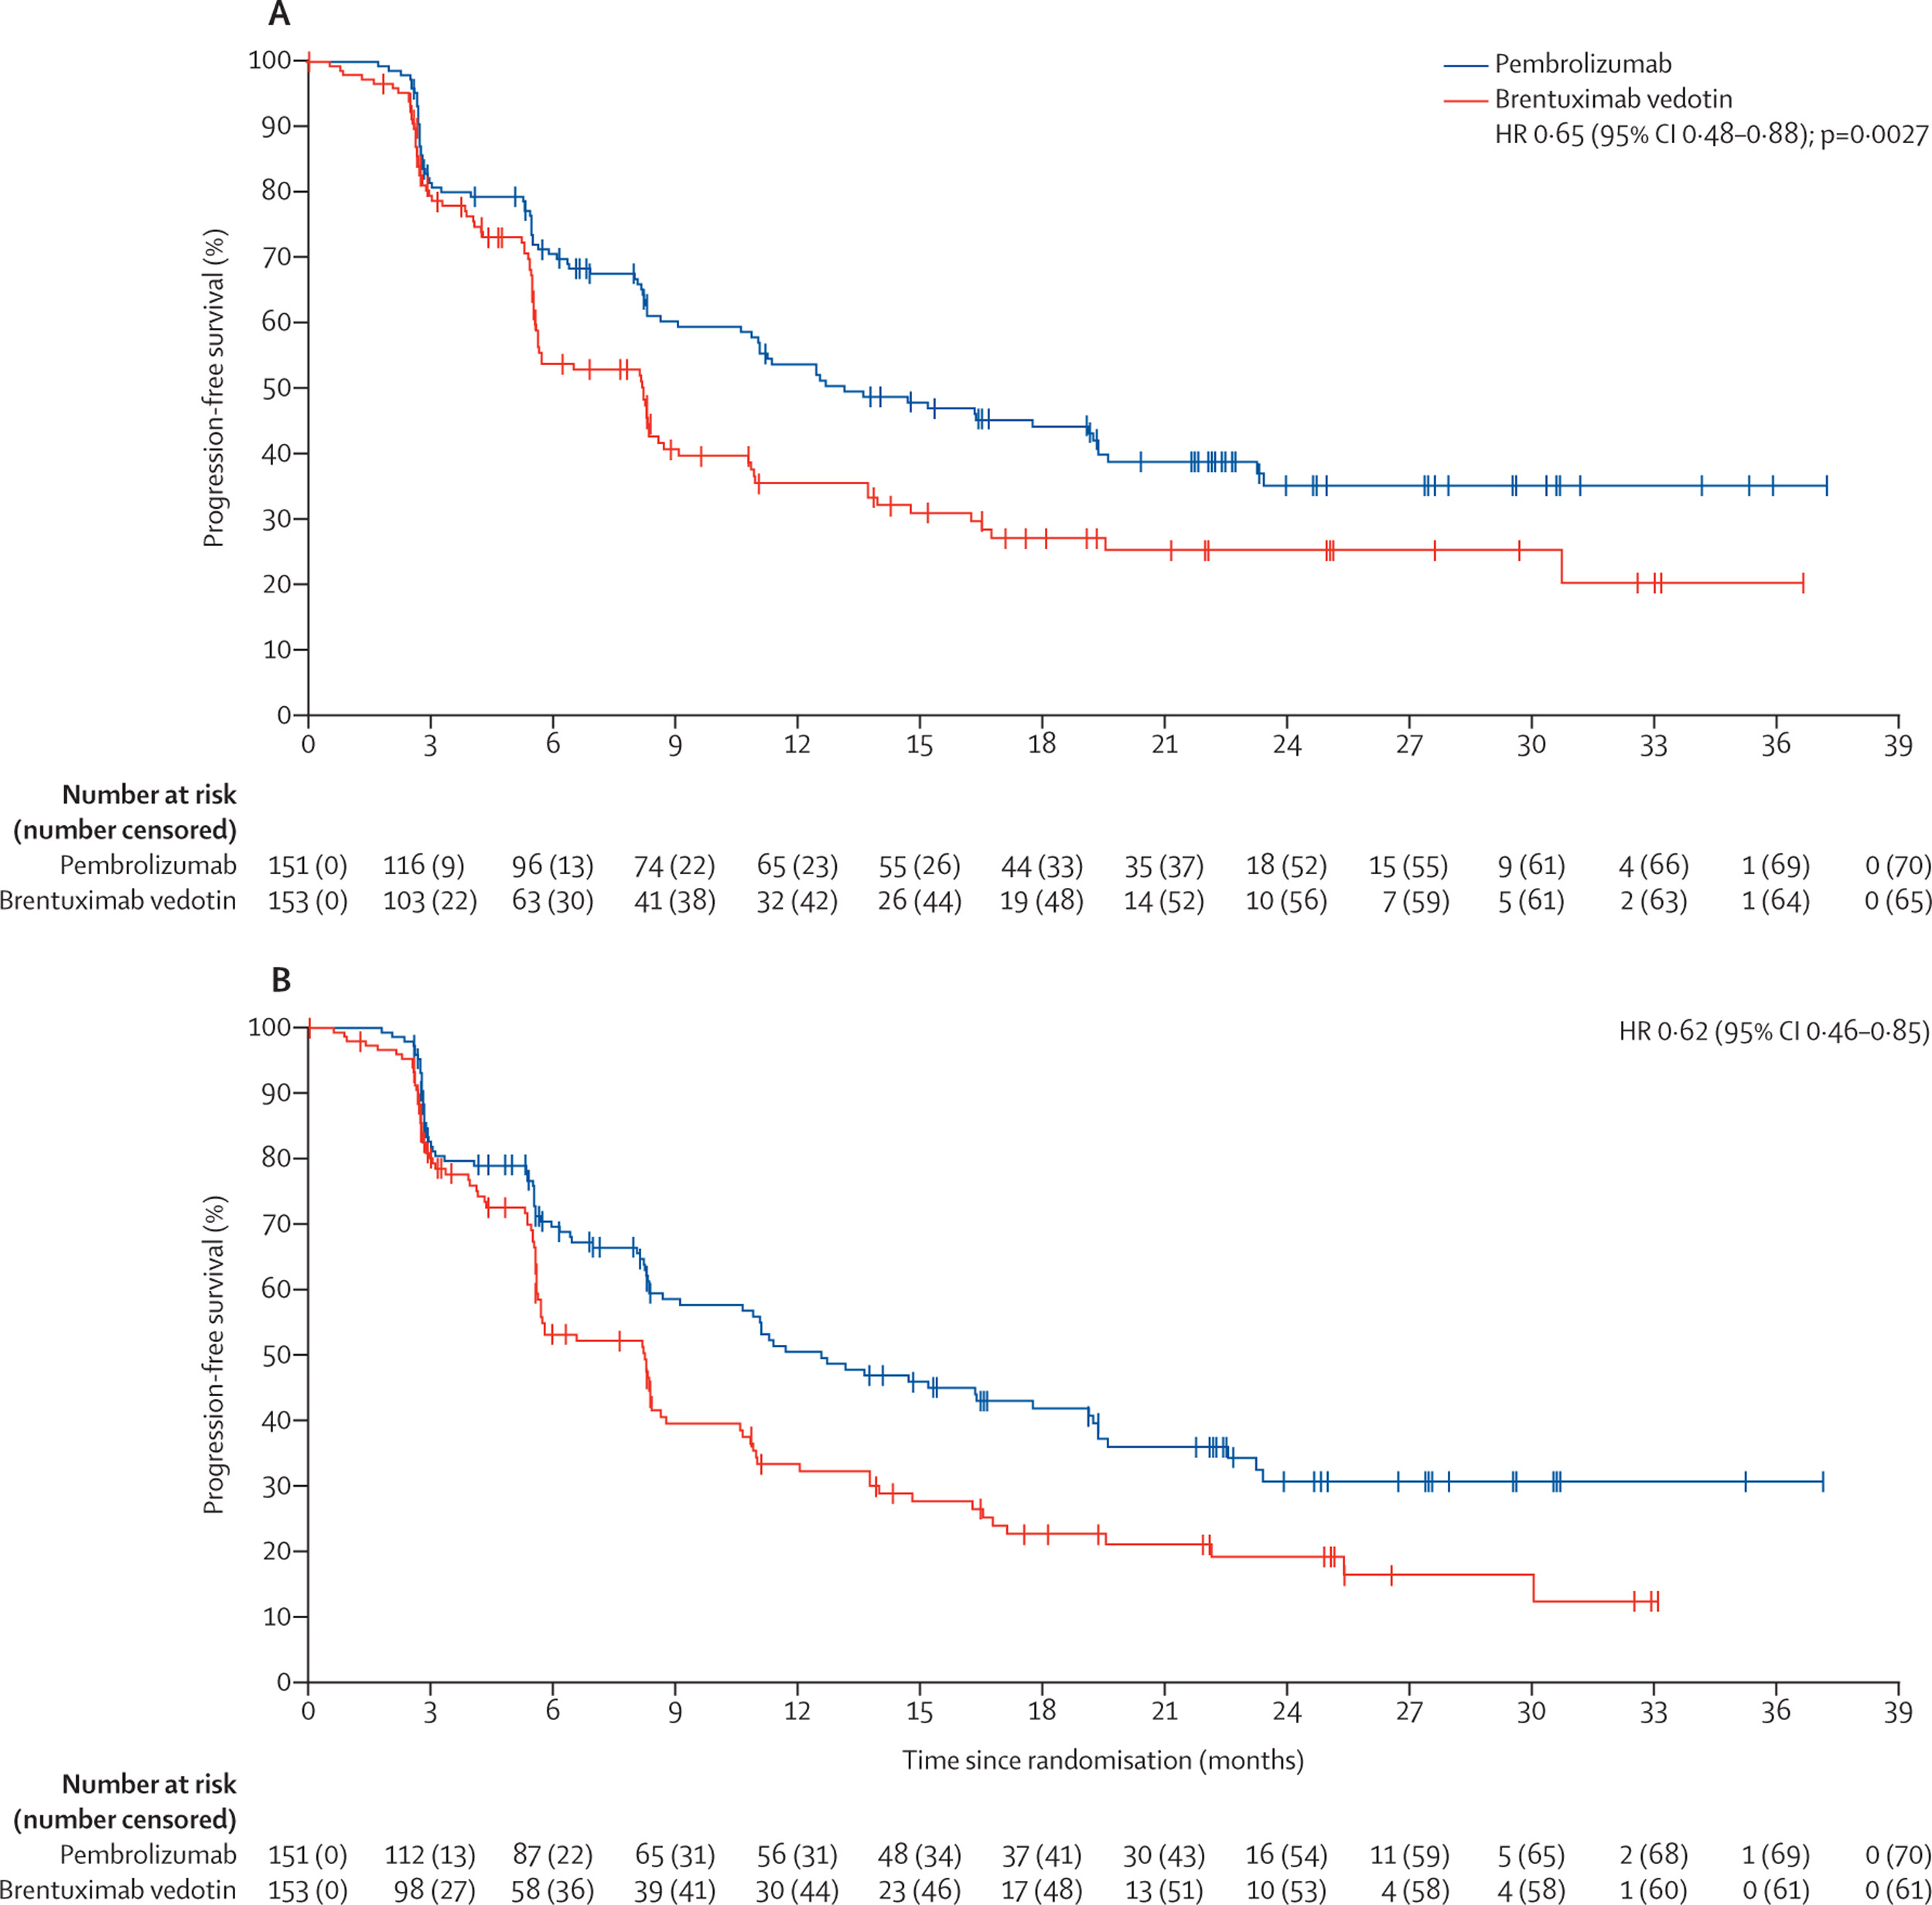 A
100
90
80
70
60
50
40
30
20
10
0
Progression-free survival (%)
Pembrolizumab
Brentuximab vedotin
HR 0·65 (95% CI 0·48–0·88); p=0·0027
0 3 6 9 12 15 18 21 24 27 30 33 36 39
Number at risk
(number censored)
Pembrolizumab 151 (0) 116 (9) 96 (13) 74 (22) 65 (23) 55 (26) 44 (33) 35 (37) 18 (52) 15 (55) 9 (61) 4 (66) 1 (69) 0 (70)
Brentuximab vedotin 153 (0) 103 (22) 63 (30) 41 (38) 32 (42) 26 (44) 19 (48) 14 (52) 10 (56) 7 (59) 5 (61) 2 (63) 1 (64) 0 (65)
B
100
90
80
70
60
50
40
30
20
10
0
Progression-free survival (%)
HR 0·62 (95% CI 0·46–0·85)
0 3 6 9 12 15 18 21 24 27 30 33 36 39
Time since randomisation (months)
Number at risk
(number censored)
Pembrolizumab 151 (0) 112 (13) 87 (22) 65 (31) 56 (31) 48 (34) 37 (41) 30 (43) 16 (54) 11 (59) 5 (65) 2 (68) 1 (69) 0 (70)
Brentuximab vedotin 153 (0) 98 (27) 58 (36) 39 (41) 30 (44) 23 (46) 17 (48) 13 (51) 10 (53) 4 (58) 4 (58) 1 (60) 0 (61) 0 (61)